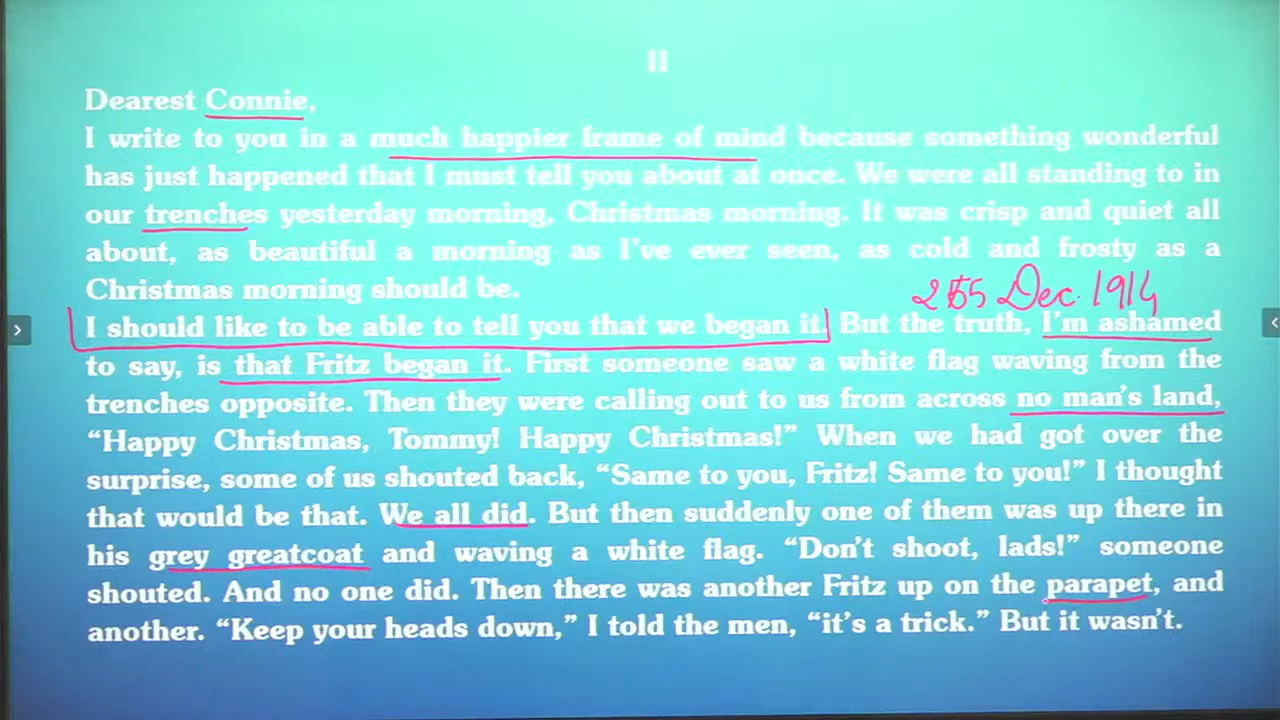 II
Dearest Connie,
I write to you in a much happier frame of mind because something wonderful
has just happened that I must tell you about at once. We were all standing to in
our trenches yesterday morning, Christmas morning. It was crisp and quiet all
about, as beautiful a morning as I've ever seen, as cold and frosty as a
Christmas morning should be.
25 Dec. 1914
I should like to be able to tell you that we began it. But the truth, I'm ashamed
to say, is that Fritz began it. First someone saw a white flag waving from the
trenches opposite. Then they were calling out to us from across no man's land,
“Happy Christmas, Tommy! Happy Christmas!” When we had got over the
surprise, some of us shouted back, “Same to you, Fritz! Same to you!” I thought
that would be that. We all did. But then suddenly one of them was up there in
his grey greatcoat and waving a white flag. “Don't shoot, lads!” someone
shouted. And no one did. Then there was another Fritz up on the parapet, and
another. “Keep your heads down,” I told the men, “it's a trick.” But it wasn't.